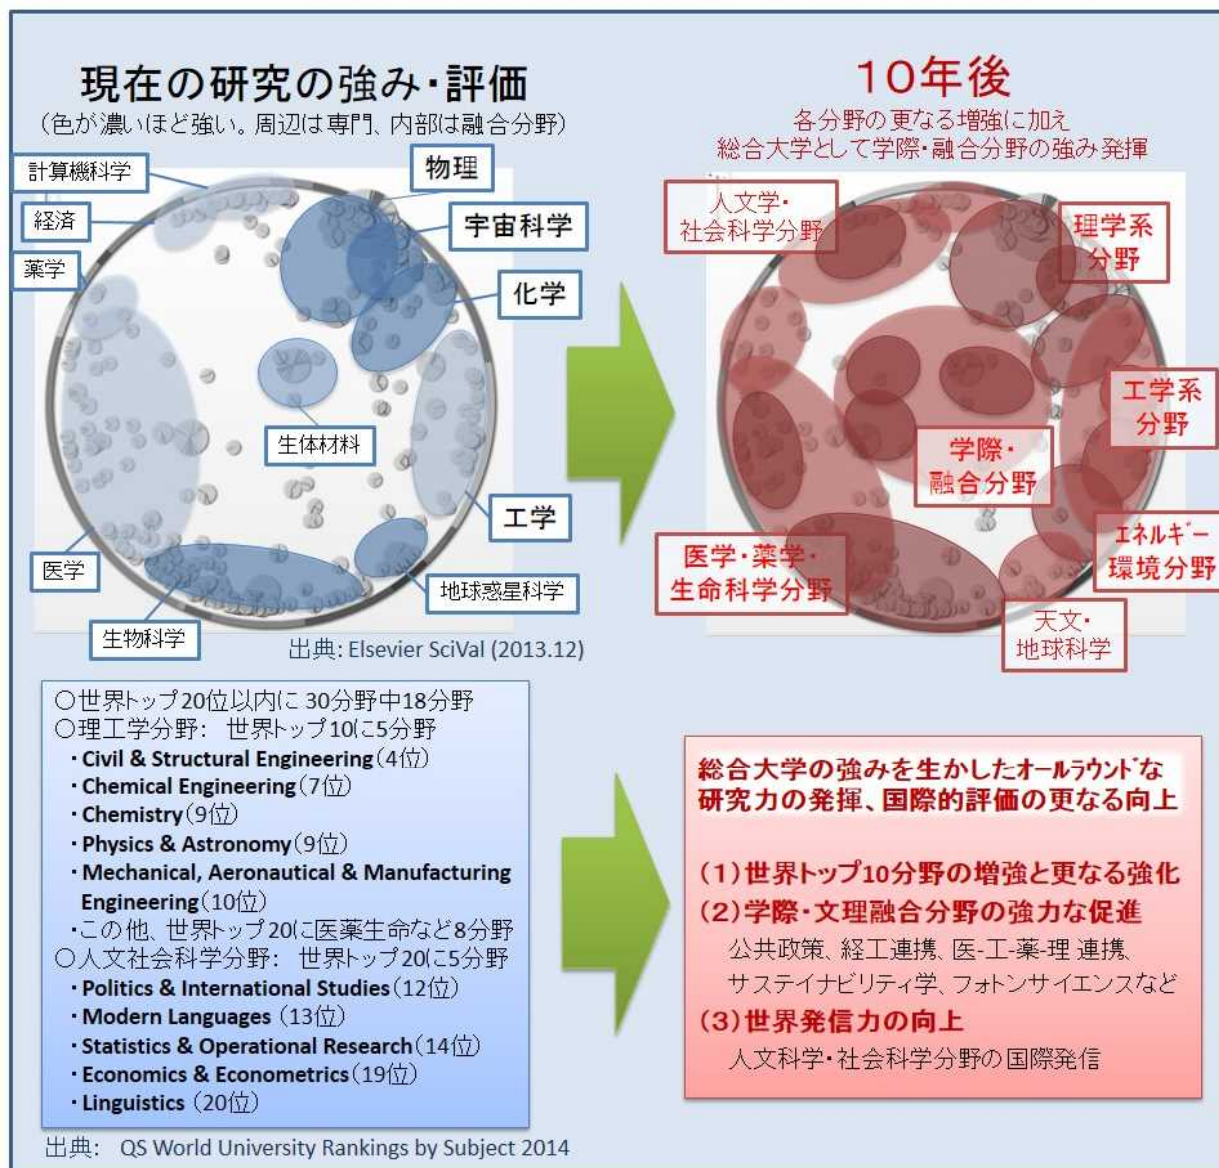 現在の研究の強み・評価
(色が濃いほど強い。周辺は専門、内部は融合分野)
計算機科学
経済
薬学
物理
宇宙科学
化学
生体材料
工学
医学
地球惑星科学
生物科学
出典: Elsevier SciVal (2013.12)
10年後
各分野の更なる増強に加え
総合大学として学際・融合分野の強み発揮
人文学・
社会科学分野
理学系
分野
工学系
分野
学際・
融合分野
医学・薬学・
生命科学分野
エネルギー
環境分野
天文・
地球科学
○世界トップ20位以内に 30分野中18分野
○理工学分野: 世界トップ10に5分野
・Civil & Structural Engineering(4位)
・Chemical Engineering(7位)
・Chemistry(9位)
・Physics & Astronomy(9位)
・Mechanical, Aeronautical & Manufacturing
Engineering(10位)
・この他、世界トップ20に医薬生命など8分野
○人文社会科学分野: 世界トップ20に5分野
・Politics & International Studies(12位)
・Modern Languages (13位)
・Statistics & Operational Research(14位)
・Economics & Econometrics(19位)
・Linguistics (20位)
出典: QS World University Rankings by Subject 2014
総合大学の強みを生かしたオールラウンドな
研究力の発揮、国際的評価の更なる向上
(1)世界トップ10分野の増強と更なる強化
(2)学際・文理融合分野の強力な促進
公共政策、経工連携、医-工-薬-理 連携、
サステイナビリティ学、フォトンサイエンスなど
(3)世界発信力の向上
人文科学・社会科学分野の国際発信